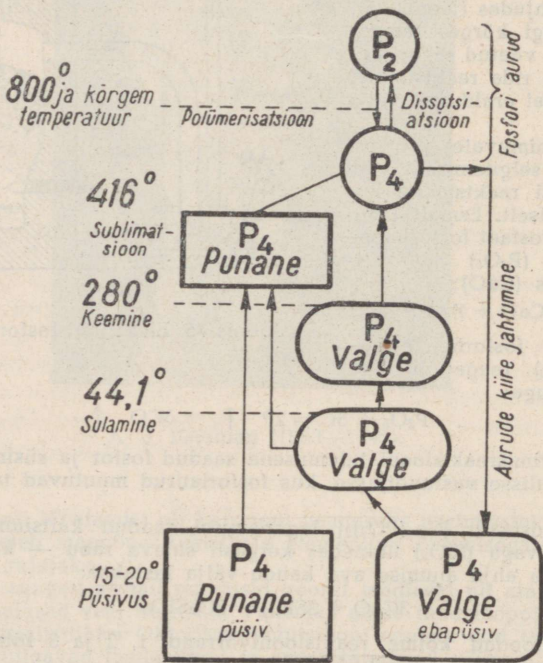 P2
800° ja kõrgem
temperatuur
Polümerisatsioon
Dissotsi-
atsioon
Fosfori aurud
P4
416°
Sublimat-
sioon
P4
Punane
280°
Keemine
P4
Valge
44,1°
Sulamine
P4
Valge
Aurude kiire jahtumine
15-20°
Püsivus
P4
Punane
püsiv
P4
Valge
ebapüsiv